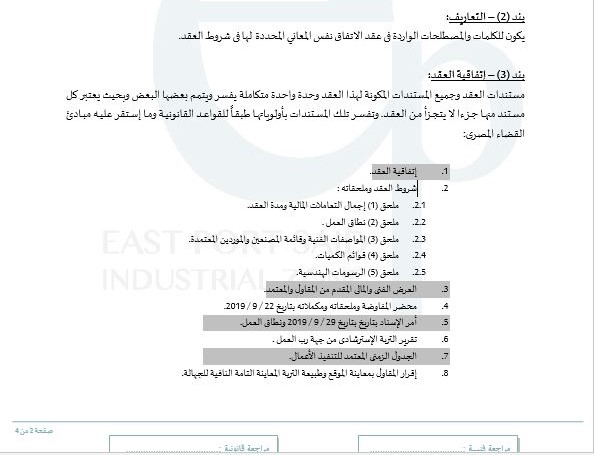 بند (2) – التعاريف:
يكون للكلمات والمصطلحات الواردة في عقد الاتفاق نفس المعاني المحددة لها في شروط العقد.
بند (3) – إتفاقية العقد:
مستندات العقد وجميع المستندات المكونة لهذا العقد وحدة واحدة متكاملة يفسر ويتمم بعضها البعض وبحيث يعتبر كل
مستند منها جزءا لا يتجزأ من العقد. وتفسر تلك المستندات بأولوياتها طبقاً للقواعد القانونية وما إستقر عليه مبادئ
القضاء المصرى:
1. إتفاقية العقد.
2. شروط العقد وملحقاته :
2.1. ملحق (1) إجمال التعاملات المالية ومدة العقد.
2.2. ملحق (2) نطاق العمل .
2.3. ملحق (3) المواصفات الفنية وقائمة المصنعين والموردين المعتمدة.
2.4. ملحق (4) قوائم الكميات.
2.5. ملحق (5) الرسومات الهندسية.
3. العرض الفنى والمالى المقدم من المقاول والمعتمد.
4. محضر المفاوضة وملحقاته ومكملاته بتاريخ 22 / 9 / 2019.
5. أمر الإسناد بتاريخ بتاريخ 29 / 9 / 2019 ونطاق العمل.
6. تقرير التربة الإسترشادى من جهة رب العمل .
7. الجدول الزمنى المعتمد للتنفيذ الأعمال.
8. إقرار المقاول بمعاينة الموقع وطبيعة التربة المعاينة التامة النافية للجهالة.
EAST PORT
INDUSTRIAL
صفحة 2 من 4
مراجعة فنية : ..............................
مراجعة قانونية : ..............................